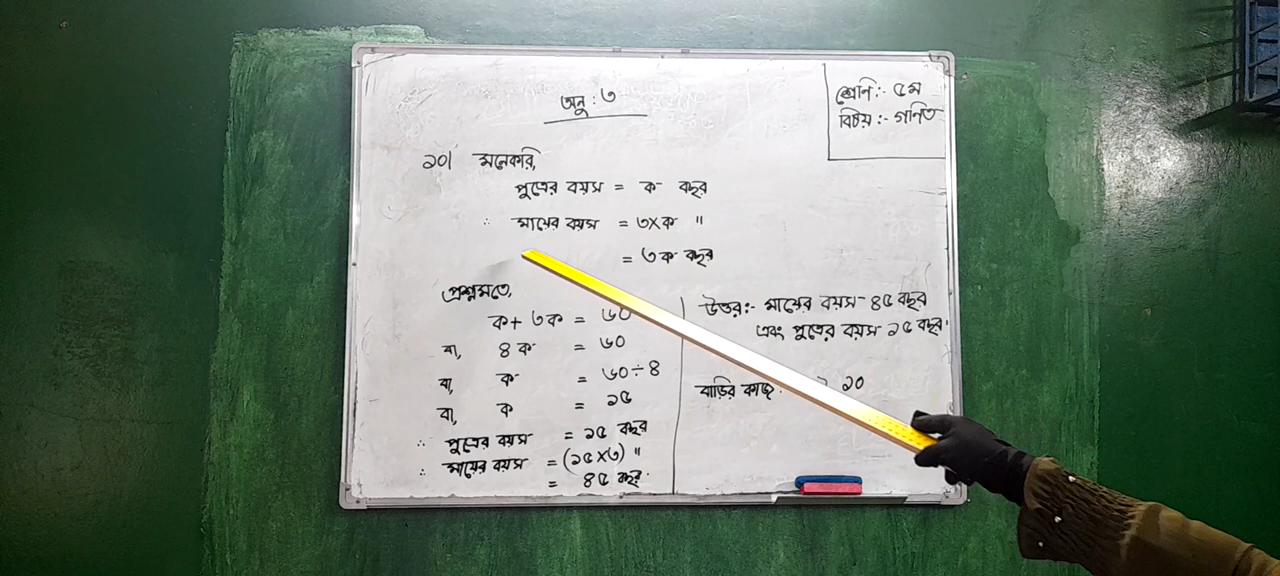 অনু : ৩
শ্রেণি :- ৫ম
বিষয় :- গনিত
১০। মনেকরি,
পুত্রের বয়স = ক বছর
∴ মায়ের বয়স = ৩×ক "
= ৩ক বছর
প্রশ্নমতে,
ক + ৩ক = ৬০
বা, ৪ক = ৬০
বা, ক = ৬০÷৪
বা, ক = ১৫
∴ পুত্রের বয়স = ১৫ বছর
∴ মায়ের বয়স = (১৫×৩) "
= ৪৫ বছর.
উত্তর :- মায়ের বয়স ৪৫ বছর
এবং পুত্রের বয়স ১৫ বছর.
বাড়ির কাজ : ১০